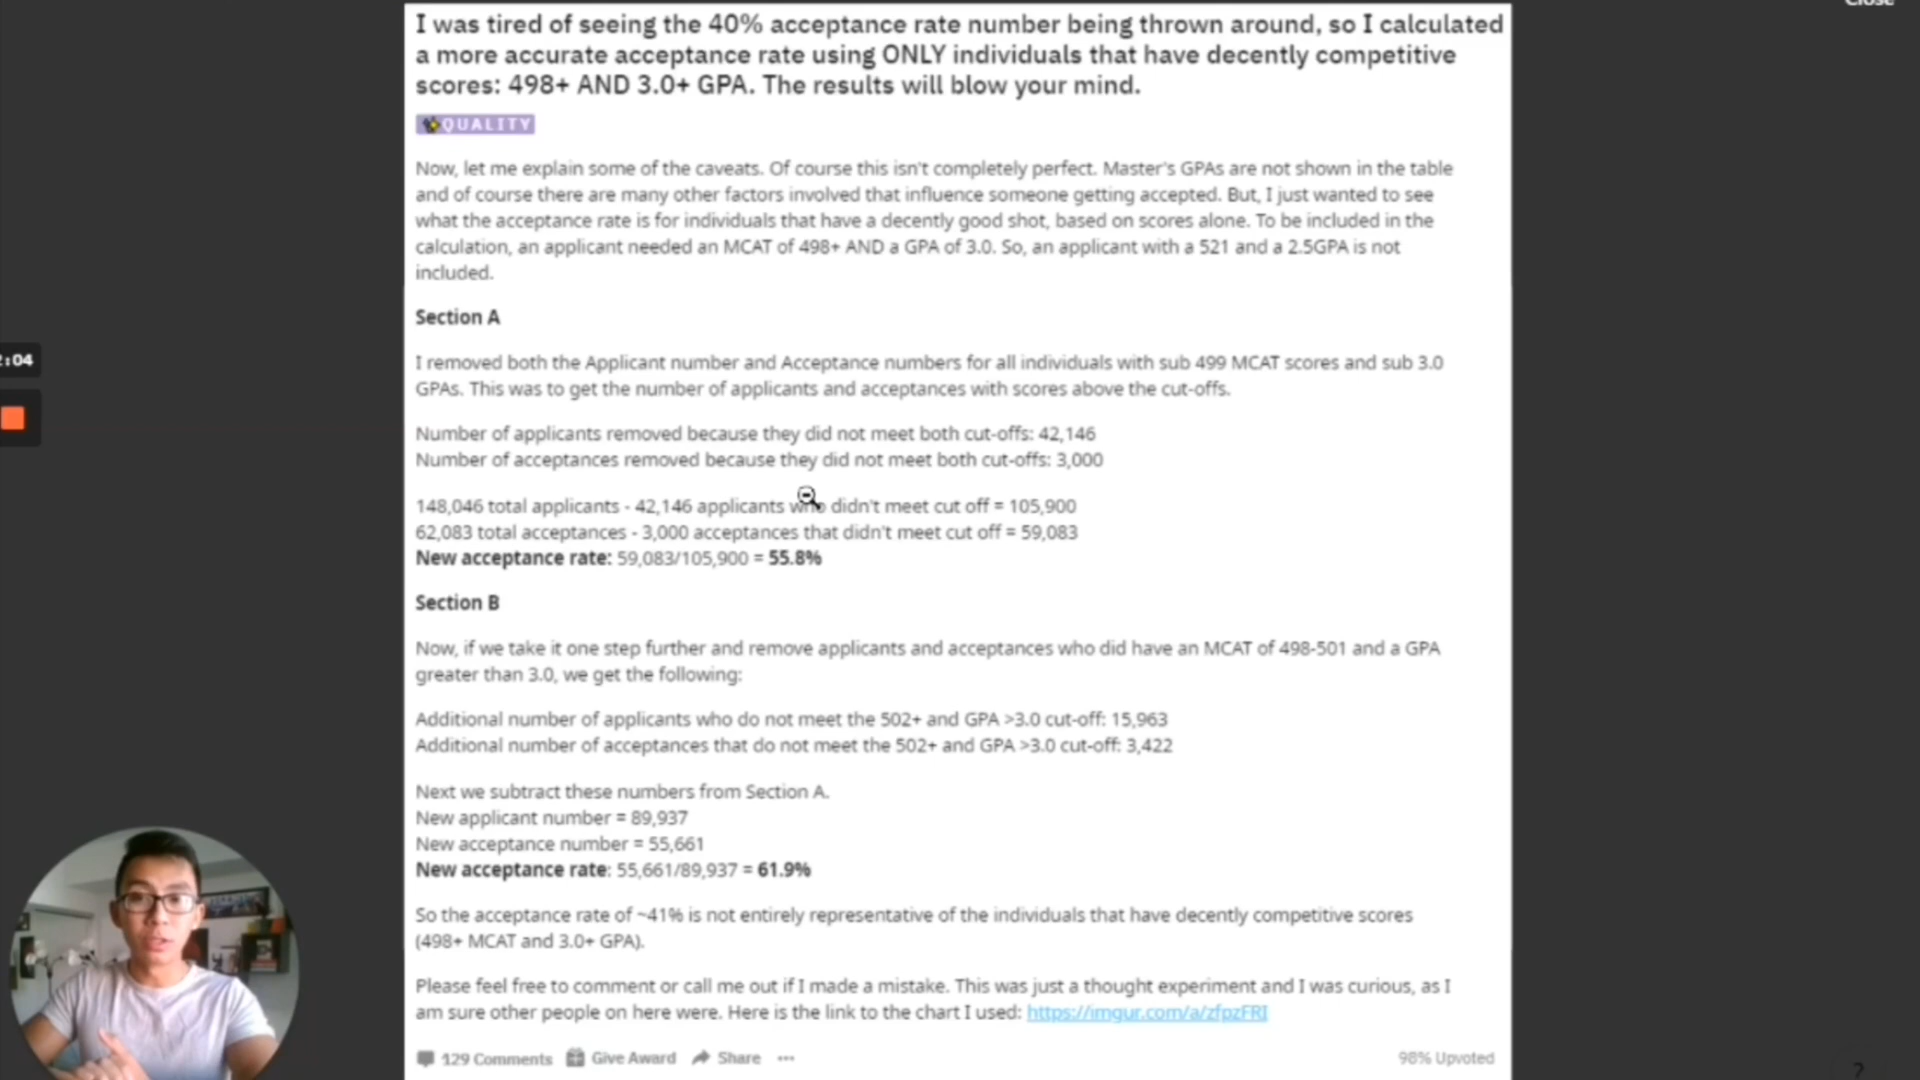 Close
I was tired of seeing the 40% acceptance rate number being thrown around, so I calculated
a more accurate acceptance rate using ONLY individuals that have decently competitive
scores: 498+ AND 3.0+ GPA. The results will blow your mind.
QUALITY
Now, let me explain some of the caveats. Of course this isn't completely perfect. Master's GPAs are not shown in the table
and of course there are many other factors involved that influence someone getting accepted. But, I just wanted to see
what the acceptance rate is for individuals that have a decently good shot, based on scores alone. To be included in the
calculation, an applicant needed an MCAT of 498+ AND a GPA of 3.0. So, an applicant with a 521 and a 2.5GPA is not
included.
Section A
2:04
I removed both the Applicant number and Acceptance numbers for all individuals with sub 499 MCAT scores and sub 3.0
GPAs. This was to get the number of applicants and acceptances with scores above the cut-offs.
Number of applicants removed because they did not meet both cut-offs: 42,146
Number of acceptances removed because they did not meet both cut-offs: 3,000
148,046 total applicants - 42,146 applicants who didn't meet cut off = 105,900
62,083 total acceptances - 3,000 acceptances that didn't meet cut off = 59,083
New acceptance rate: 59,083/105,900 = 55.8%
Section B
Now, if we take it one step further and remove applicants and acceptances who did have an MCAT of 498-501 and a GPA
greater than 3.0, we get the following:
Additional number of applicants who do not meet the 502+ and GPA >3.0 cut-off: 15,963
Additional number of acceptances that do not meet the 502+ and GPA >3.0 cut-off: 3,422
Next we subtract these numbers from Section A.
New applicant number = 89,937
New acceptance number = 55,661
New acceptance rate: 55,661/89,937 = 61.9%
So the acceptance rate of ~41% is not entirely representative of the individuals that have decently competitive scores
(498+ MCAT and 3.0+ GPA).
Please feel free to comment or call me out if I made a mistake. This was just a thought experiment and I was curious, as I
am sure other people on here were. Here is the link to the chart I used: https://imgur.com/a/zfpzFRI
129 Comments Give Award Share ••• 98% Upvoted
?